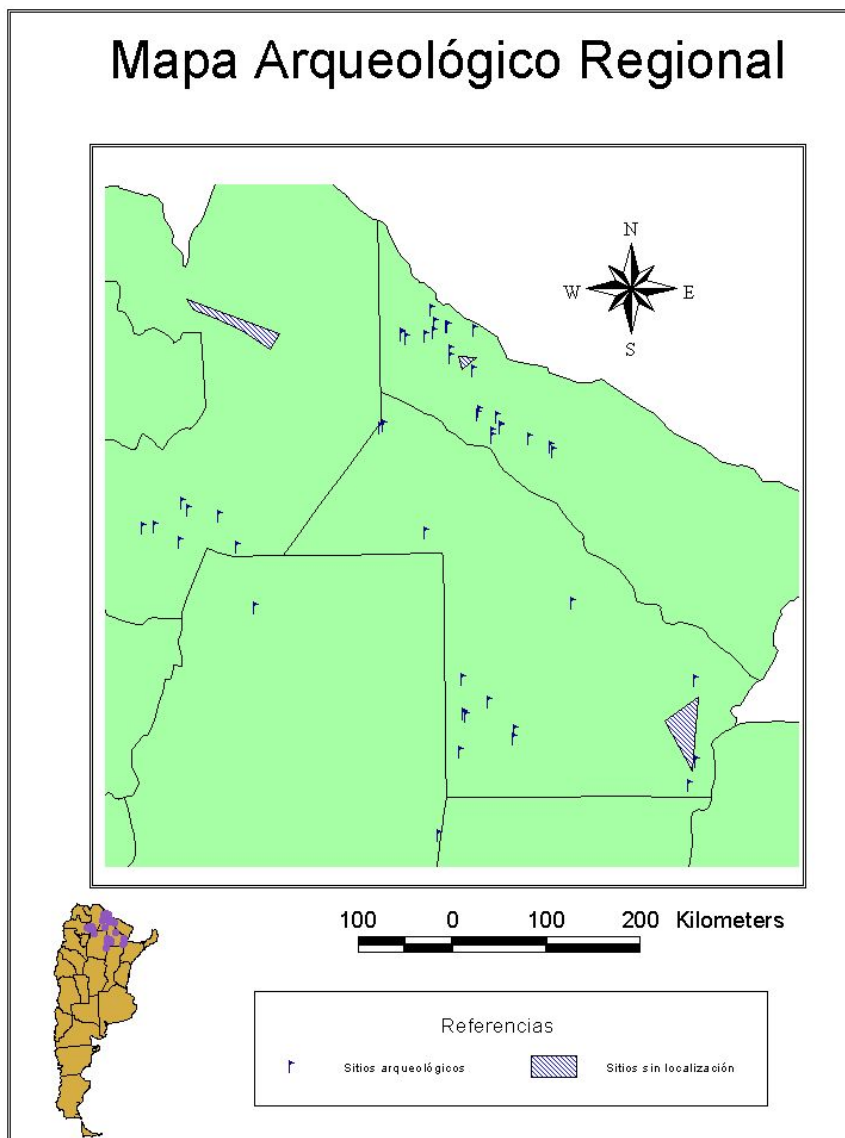 Mapa Arqueológico Regional
N
W E
S
100 0 100 200 Kilometers
Referencias
Sitios arqueológicos Sitios sin localización